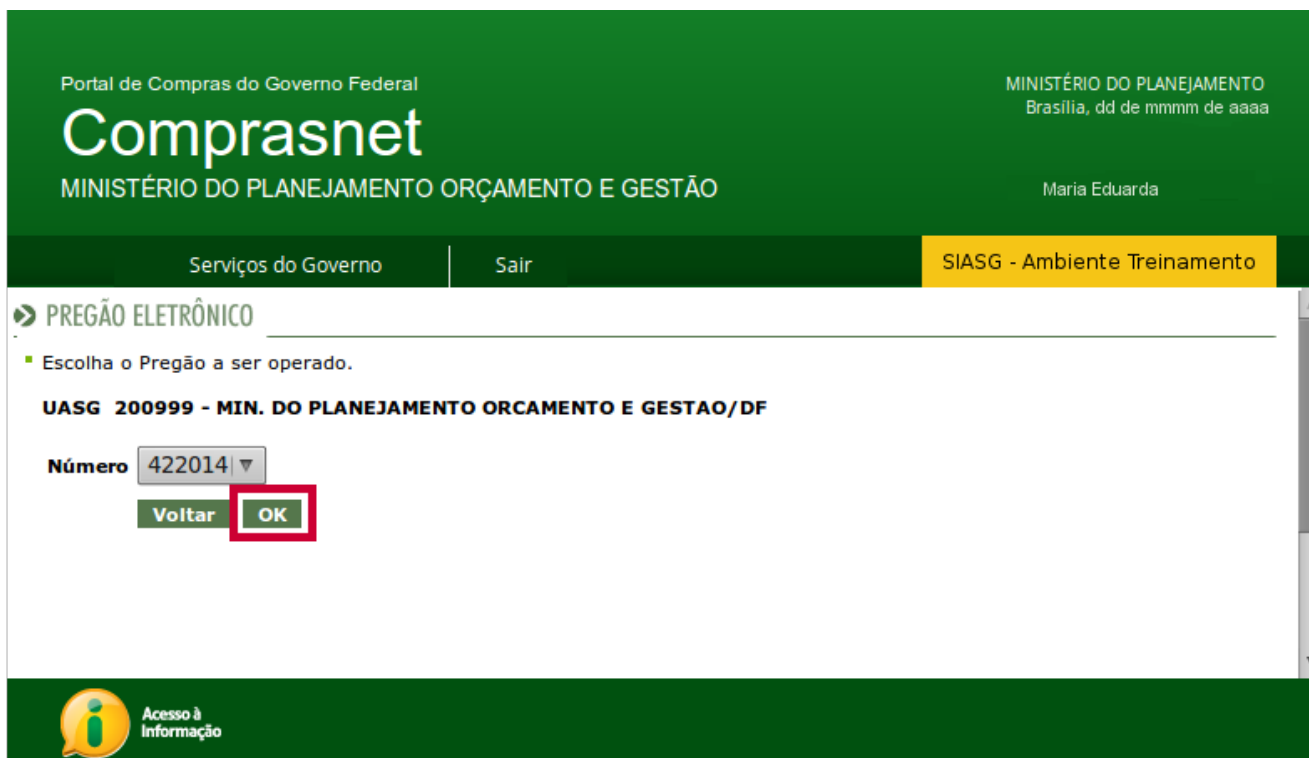 Portal de Compras do Governo Federal
MINISTÉRIO DO PLANEJAMENTO
Brasília, dd de mmmm de aaaa
Comprasnet
MINISTÉRIO DO PLANEJAMENTO ORÇAMENTO E GESTÃO
Maria Eduarda
Serviços do Governo
Sair
SIASG - Ambiente Treinamento
PREGÃO ELETRÔNICO
Escolha o Pregão a ser operado.
UASG 200999 - MIN. DO PLANEJAMENTO ORCAMENTO E GESTAO/DF
Número 422014
Voltar OK
Acesso à
Informação